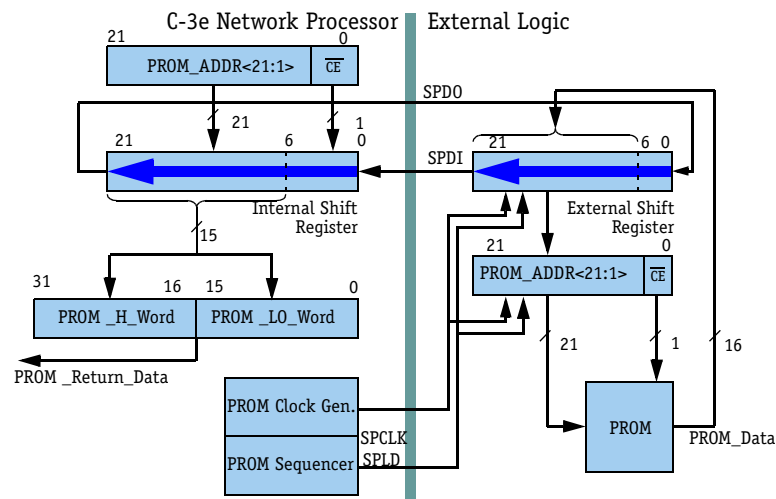 C-3e Network Processor External Logic
21 0
PROM_ADDR<21:1> CE
SPDO
21 1
21 6 0
21 6 0
SPDI
Internal Shift
Register
External Shift
Register
15
21 0
PROM_ADDR<21:1> CE
31 16 15 0
PROM _H_Word PROM _LO_Word
21 1 16
PROM _Return_Data
PROM Clock Gen.
SPCLK
PROM Sequencer SPLD
PROM
PROM_Data